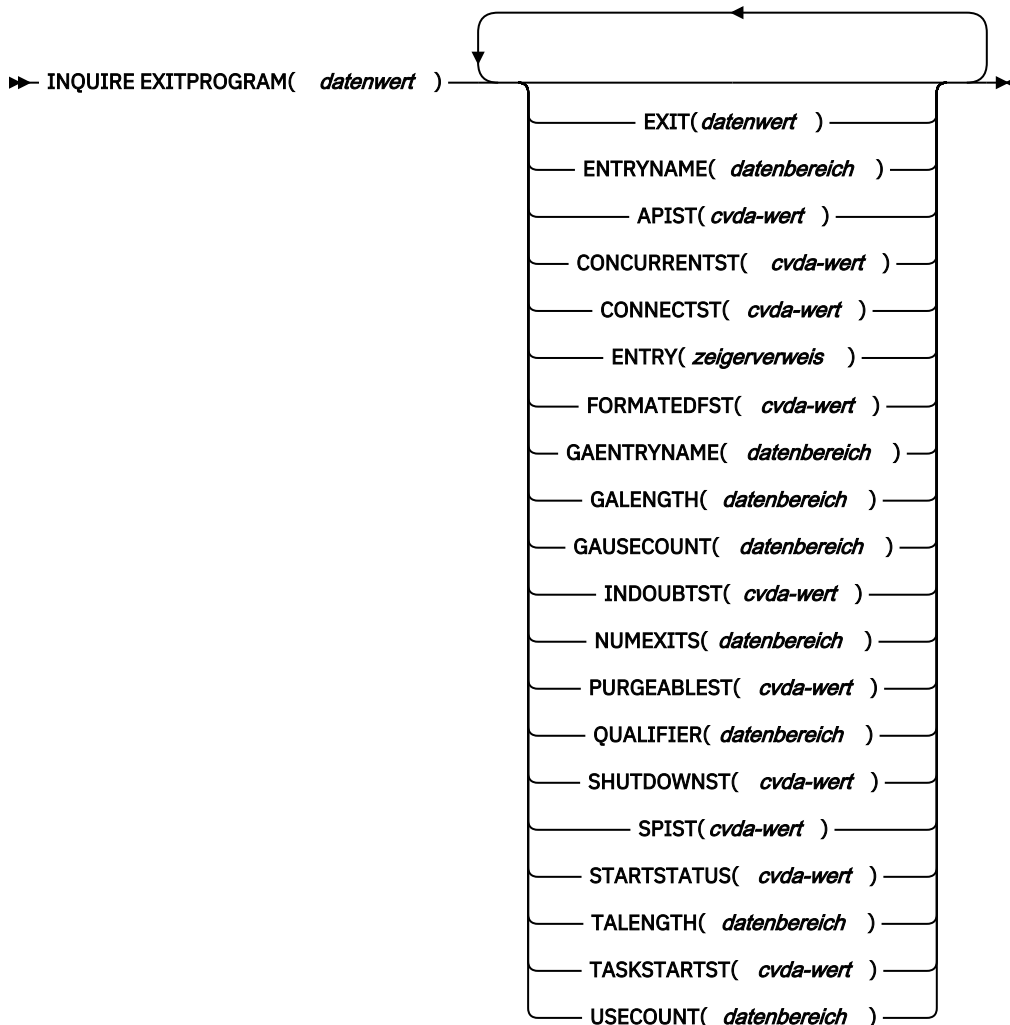 INQUIRE EXITPROGRAM( datenwert )
EXIT( datenwert )
ENTRYNAME( datenbereich )
APIST( cvda-wert )
CONCURRENTST( cvda-wert )
CONNECTST( cvda-wert )
ENTRY( zeigerverweis )
FORMATEDFST( cvda-wert )
GAENTRYNAME( datenbereich )
GALENGTH( datenbereich )
GAUSECOUNT( datenbereich )
INDOUBTST( cvda-wert )
NUMEXITS( datenbereich )
PURGEABLEST( cvda-wert )
QUALIFIER( datenbereich )
SHUTDOWNST( cvda-wert )
SPIST( cvda-wert )
STARTSTATUS( cvda-wert )
TALENGTH( datenbereich )
TASKSTARTST( cvda-wert )
USECOUNT( datenbereich )